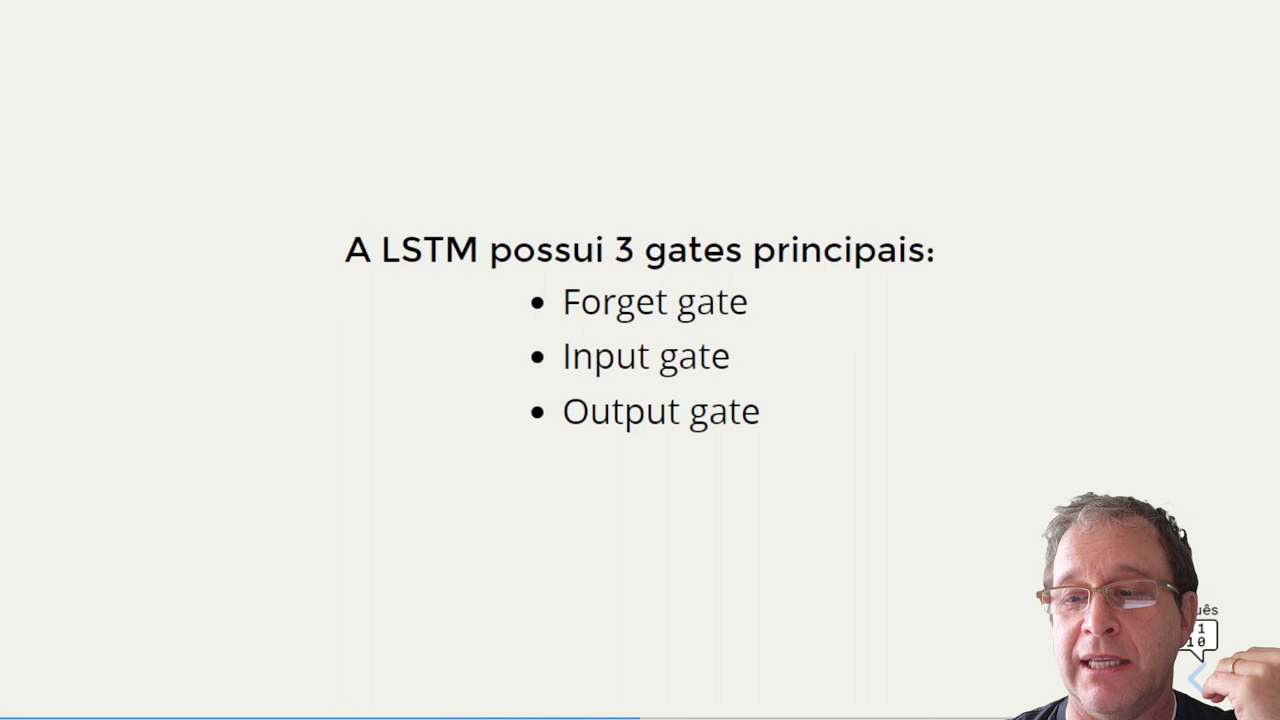 A LSTM possui 3 gates principais:
• Forget gate
• Input gate
• Output gate